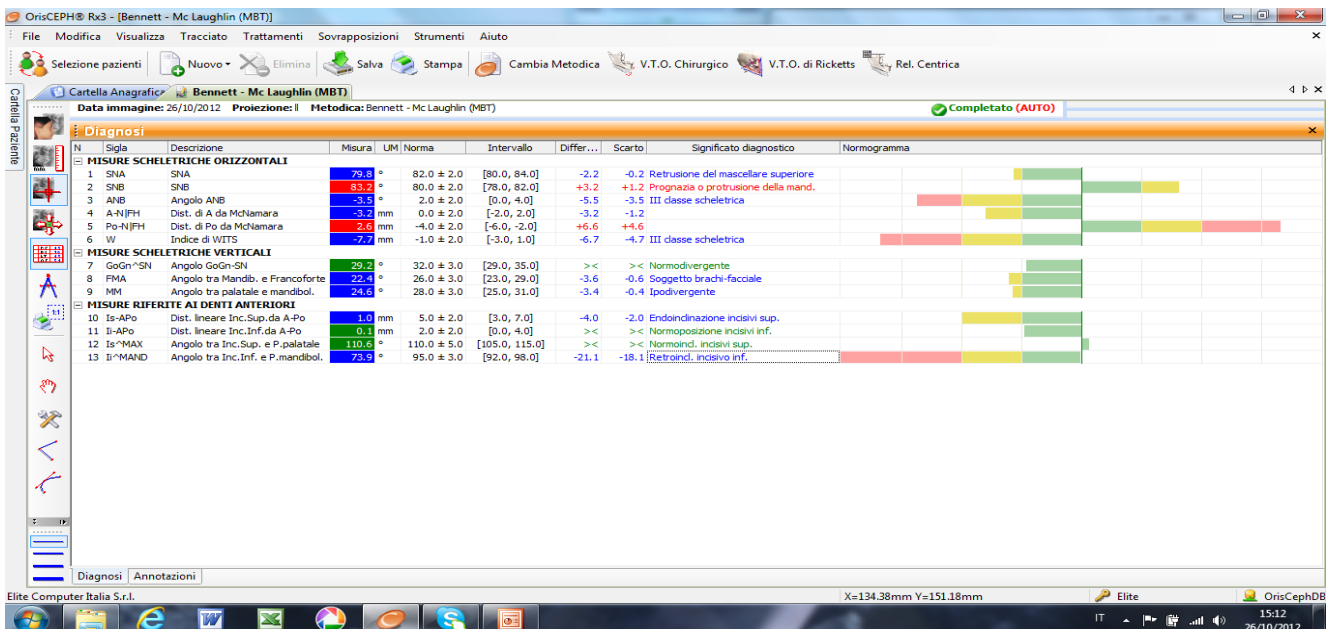 OrisCEPH® Rx3 - [Bennett - Mc Laughlin (MBT)]
File Modifica Visualizza Tracciato Trattamenti Sovrapposizioni Strumenti Aiuto
Selezione pazienti Nuovo Elimina Salva Stampa Cambia Metodica V.T.O. Chirurgico V.T.O. di Ricketts Rel. Centrica
Cartella Paziente
Cartella Anagrafica Bennett - Mc Laughlin (MBT)
Data immagine: 26/10/2012 Proiezione: ll Metodica: Bennett - Mc Laughlin (MBT) Completato (AUTO)
Diagnosi
N Sigla Descrizione Misura UM Norma Intervallo Differ... Scarto Significato diagnostico Normogramma
MISURE SCHELETRICHE ORIZZONTALI
1 SNA SNA 79.8 ° 82.0 ± 2.0 [80.0, 84.0] -2.2 -0.2 Retrusione del mascellare superiore
2 SNB SNB 83.2 ° 80.0 ± 2.0 [78.0, 82.0] +3.2 +1.2 Prognazia o protrusione della mand.
3 ANB Angolo ANB -3.5 ° 2.0 ± 2.0 [0.0, 4.0] -5.5 -3.5 III classe scheletrica
4 A-N|FH Dist. di A da McNamara -3.2 mm 0.0 ± 2.0 [-2.0, 2.0] -3.2 -1.2
5 Po-N|FH Dist. di Po da McNamara 2.6 mm -4.0 ± 2.0 [-6.0, -2.0] +6.6 +4.6
6 W Indice di WITS -7.7 mm -1.0 ± 2.0 [-3.0, 1.0] -6.7 -4.7 III classe scheletrica
MISURE SCHELETRICHE VERTICALI
7 GoGn^SN Angolo GoGn-SN 29.2 ° 32.0 ± 3.0 [29.0, 35.0] >< >< Normodivergente
8 FMA Angolo tra Mandib. e Francoforte 22.4 ° 26.0 ± 3.0 [23.0, 29.0] -3.6 -0.6 Soggetto brachi-facciale
9 MM Angolo tra palatale e mandibol. 24.6 ° 28.0 ± 3.0 [25.0, 31.0] -3.4 -0.4 Ipodivergente
MISURE RIFERITE AI DENTI ANTERIORI
10 Is-APo Dist. lineare Inc.Sup.da A-Po 1.0 mm 5.0 ± 2.0 [3.0, 7.0] -4.0 -2.0 Endoinclinazione incisivi sup.
11 Ii-APo Dist. lineare Inc.Inf.da A-Po 0.1 mm 2.0 ± 2.0 [0.0, 4.0] >< >< Normoposizione incisivi inf.
12 Is^MAX Angolo tra Inc.Sup. e P.palatale 110.6 ° 110.0 ± 5.0 [105.0, 115.0] >< >< Normoincl. incisivi sup.
13 Ii^MAND Angolo tra Inc.Inf. e P.mandibol. 73.9 ° 95.0 ± 3.0 [92.0, 98.0] -21.1 -18.1 Retroincl. incisivo inf.
Diagnosi Annotazioni
Elite Computer Italia S.r.l. X=134.38mm Y=151.18mm Elite OrisCephDB
IT 15:12
26/10/2012